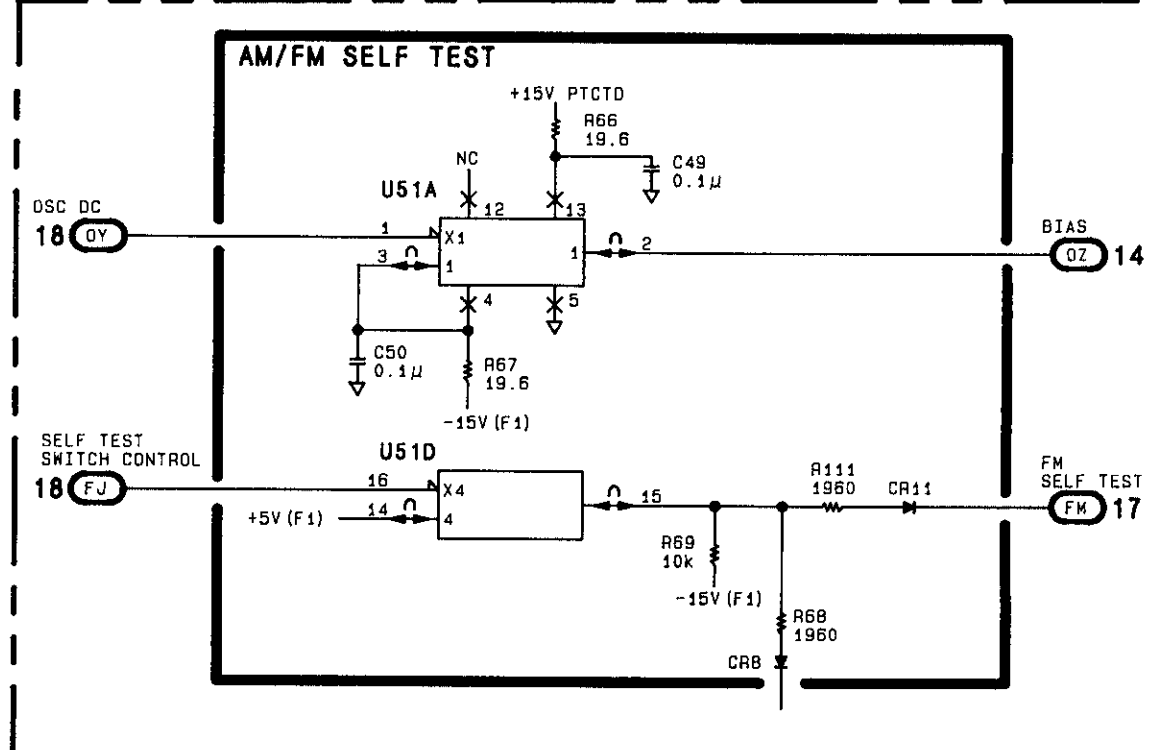 AM/FM SELF TEST
+15V PTCTD
R66
19.6
NC
C49
0.1µ
U51A
12
13
OSC DC
18 OY
1
X1
3
1
1
2
BIAS
OZ 14
4
5
C50
0.1µ
R67
19.6
-15V(F1)
SELF TEST
SWITCH CONTROL
18 FJ
U51D
16
X4
+5V(F1)
14
4
15
R111
1960
CR11
FM
SELF TEST
FM 17
R69
10k
-15V(F1)
R68
1960
CR8